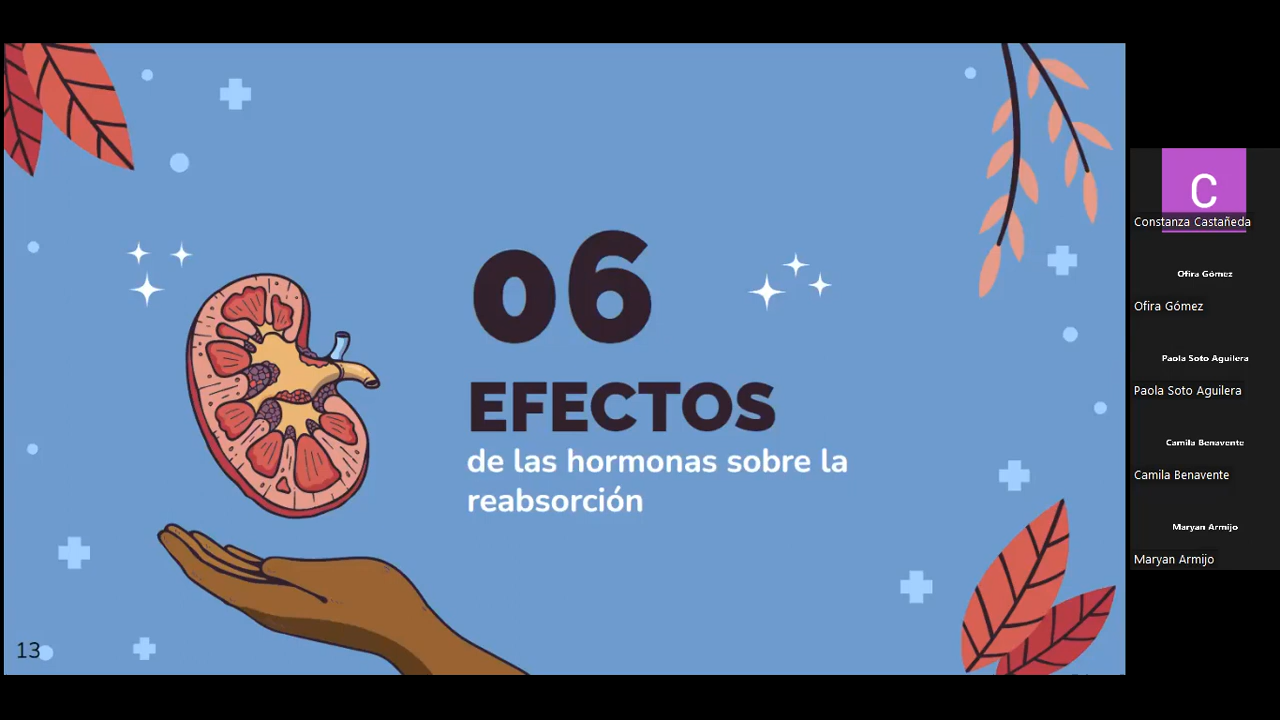 06
EFECTOS
de las hormonas sobre la
reabsorción
13
C
Constanza Castañeda
Ofira Gómez
Ofira Gómez
Paola Soto Aguilera
Paola Soto Aguilera
Camila Benavente
Camila Benavente
Maryan Armijo
Maryan Armijo